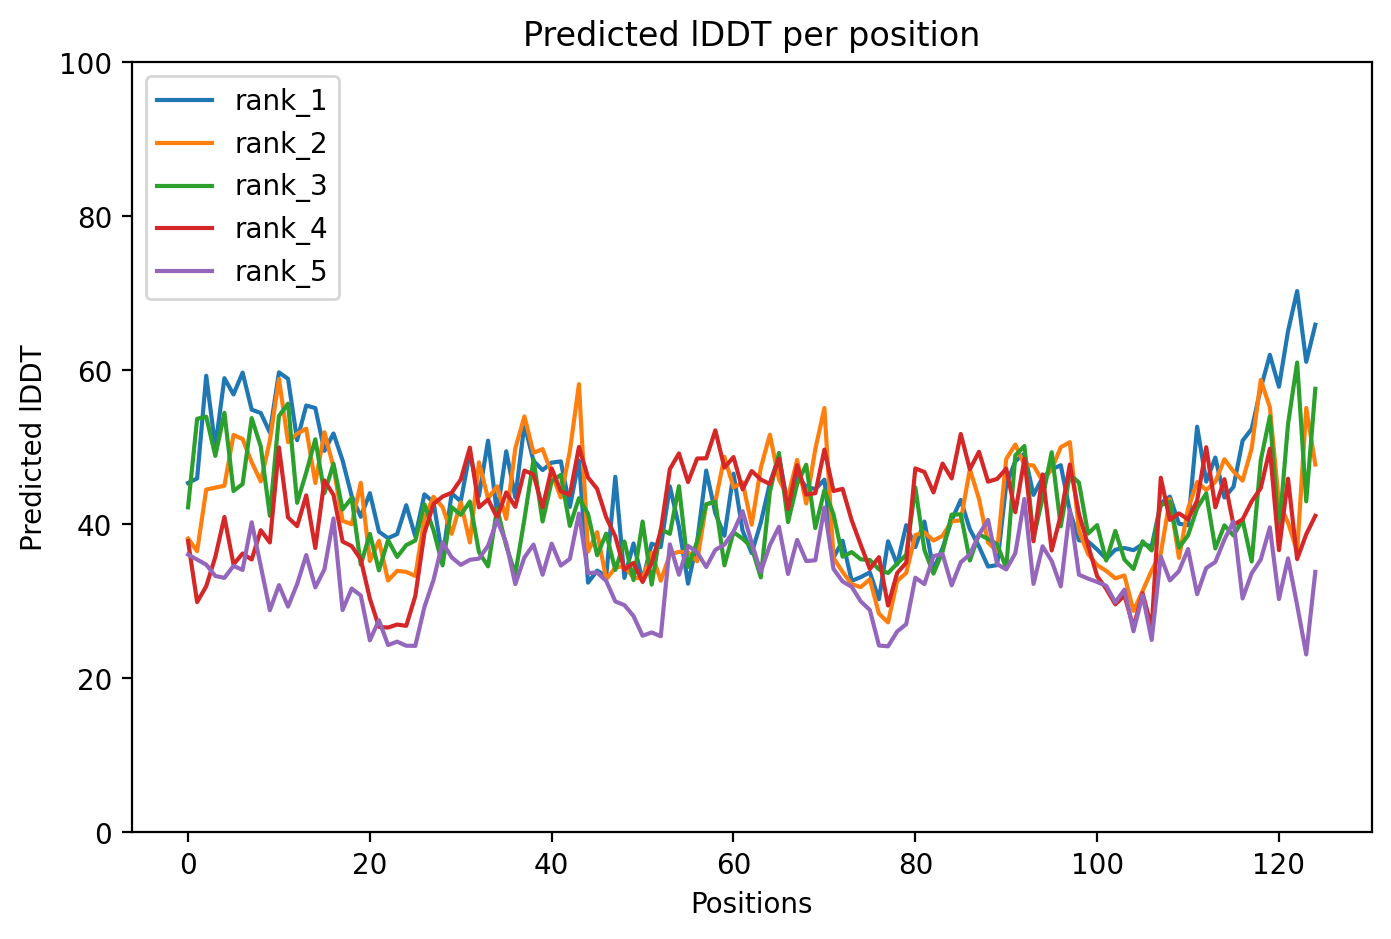 Predicted lDDT per position
100
80
60
40
20
0
Predicted lDDT
rank_1
rank_2
rank_3
rank_4
rank_5
0 20 40 60 80 100 120
Positions